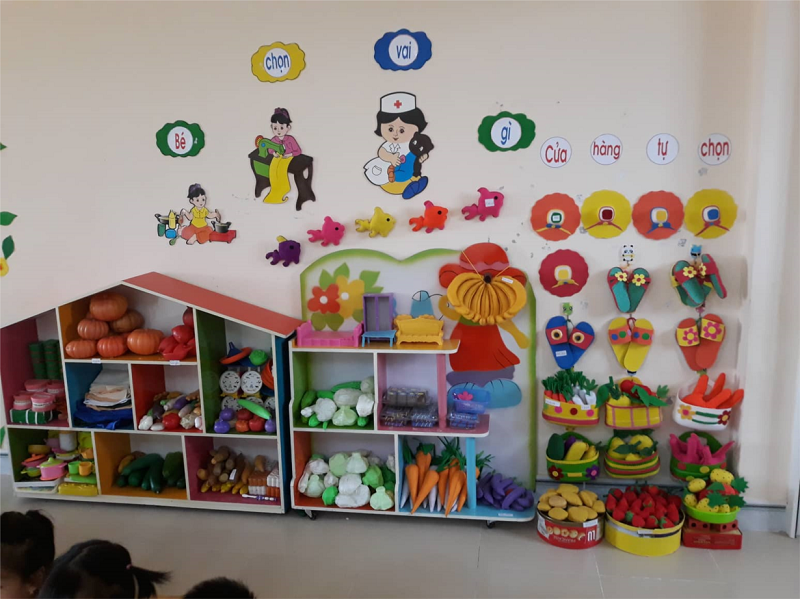 Bé chọn vai gì
Cửa hàng tự chọn